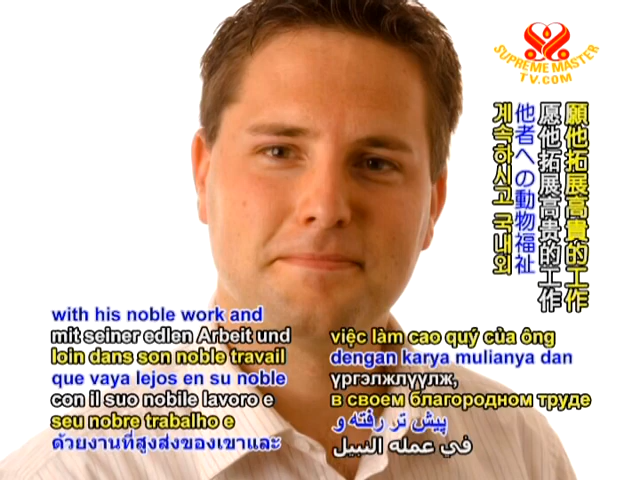 SUPREME MASTER
TV.COM
願他拓展高貴的工作
愿他拓展高贵的工作
他者への動物福祉
계속하시고 국내외
with his noble work and
mit seiner edlen Arbeit und
loin dans son noble travail
que vaya lejos en su noble
con il suo nobile lavoro e
seu nobre trabalho e
ด้วยงานที่สูงส่งของเขาและ
việc làm cao quý của ông
dengan karya mulianya dan
үргэлжлүүлж,
в своем благородном труде
پیش تر رفته و
في عمله النبيل